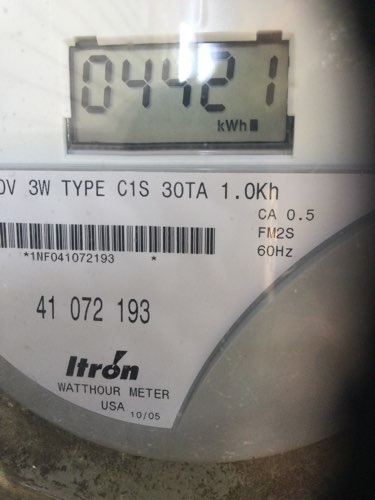 04421
kWh
0V 3W TYPE C1S 30TA 1.0Kh
CA 0.5
FM2S
60Hz
*1NF041072193 *
41 072 193
Itron
WATTHOUR METER
USA 10/05